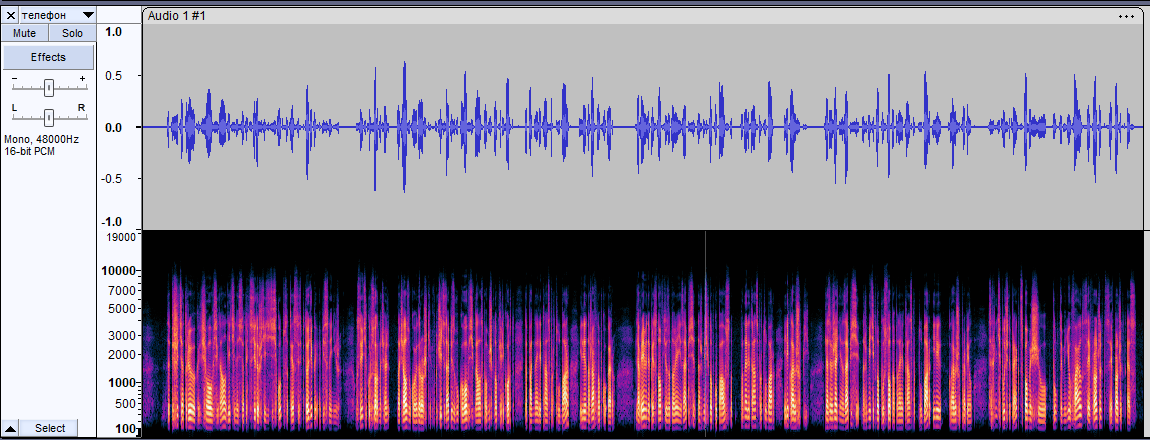 телефон
Audio 1 #1
Mute Solo
Effects
- +
L R
Mono, 48000Hz
16-bit PCM
Select
1.0
0.5
0.0
-0.5
-1.0
19000
10000
7000
5000
3000
2000
1000
500
100